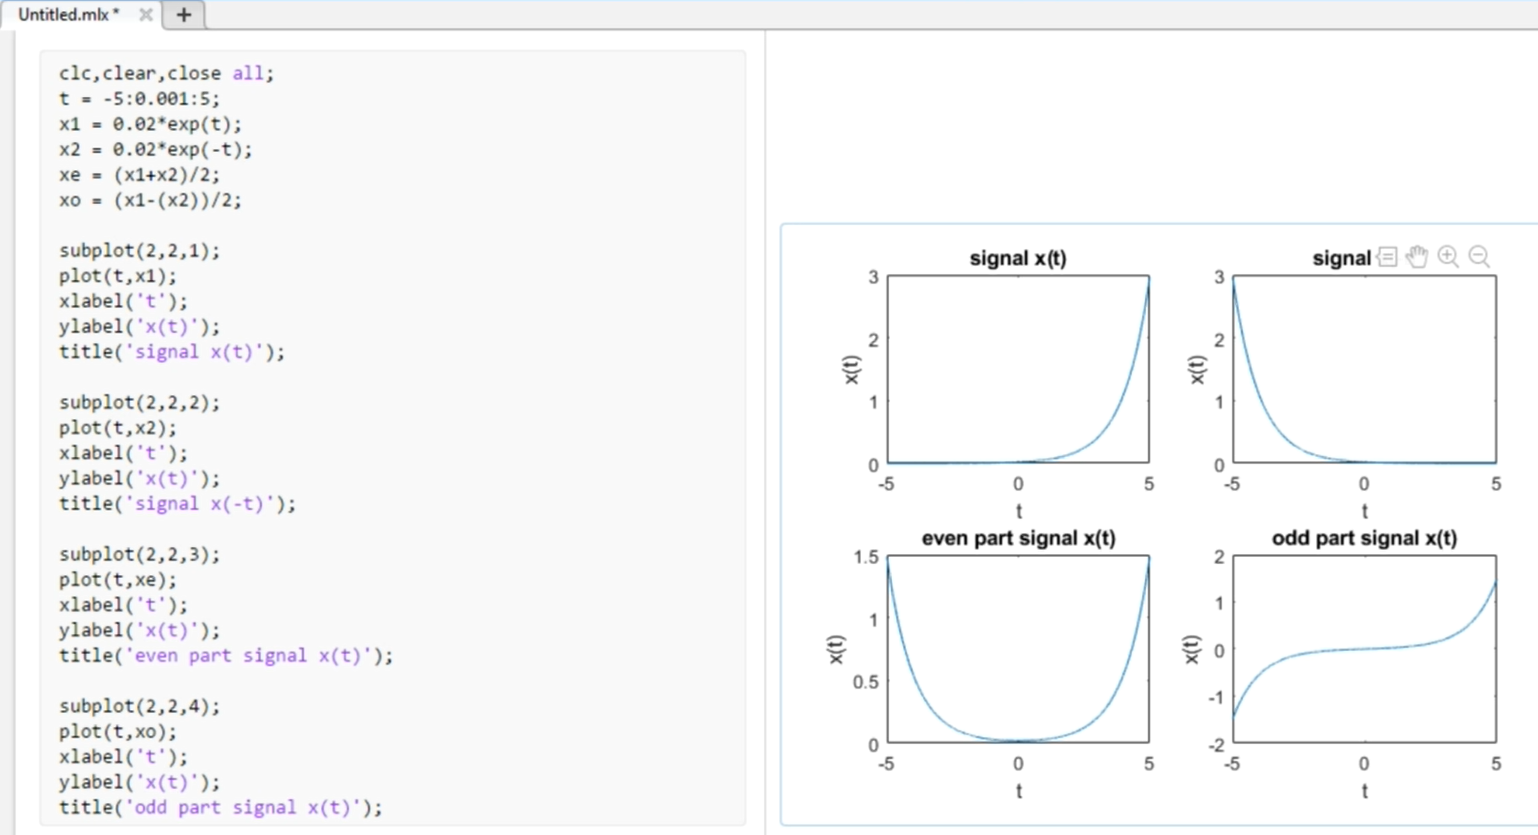 Untitled.mlx *
clc,clear,close all;
t = -5:0.001:5;
x1 = 0.02*exp(t);
x2 = 0.02*exp(-t);
xe = (x1+x2)/2;
xo = (x1-(x2))/2;
subplot(2,2,1);
plot(t,x1);
xlabel('t');
ylabel('x(t)');
title('signal x(t)');
subplot(2,2,2);
plot(t,x2);
xlabel('t');
ylabel('x(t)');
title('signal x(-t)');
subplot(2,2,3);
plot(t,xe);
xlabel('t');
ylabel('x(t)');
title('even part signal x(t)');
subplot(2,2,4);
plot(t,xo);
xlabel('t');
ylabel('x(t)');
title('odd part signal x(t)');
signal x(t)
3
2
1
0
x(t)
-5 0 5
t
signal
3
2
1
0
x(t)
-5 0 5
t
even part signal x(t)
1.5
1
0.5
0
x(t)
-5 0 5
t
odd part signal x(t)
2
1
0
-1
-2
x(t)
-5 0 5
t